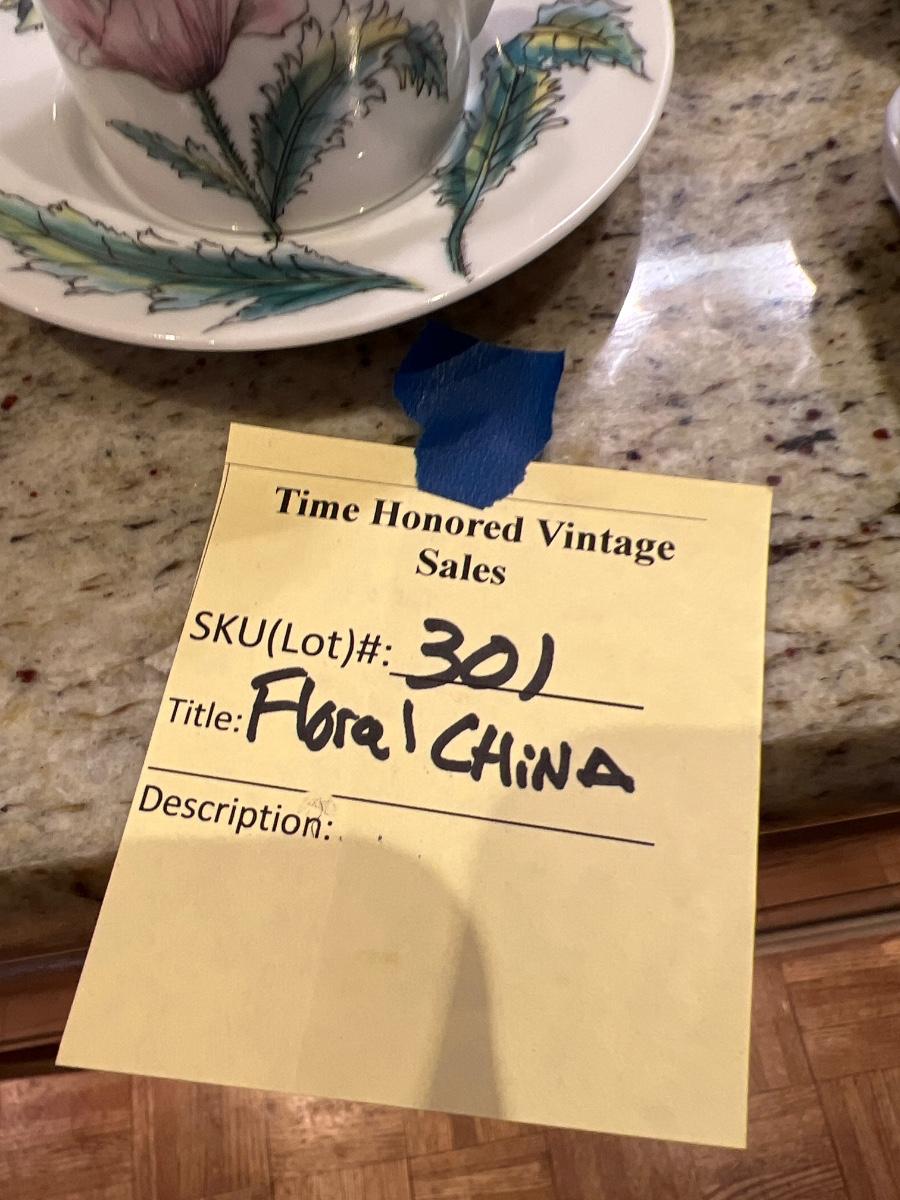 Time Honored Vintage
Sales
SKU(Lot)#: 301
Title: Floral CHiNA
Description: